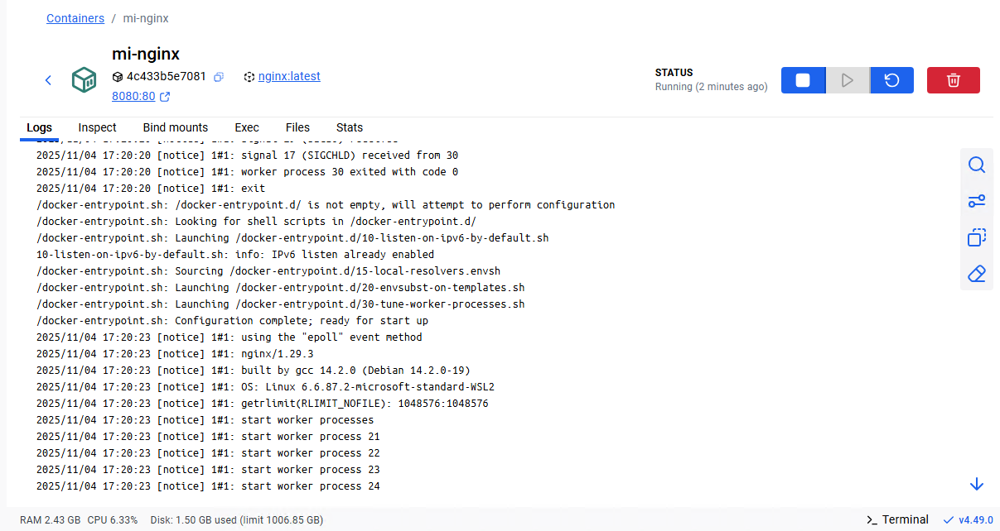 Containers / mi-nginx
mi-nginx
4c433b5e7081 nginx:latest
8080:80
STATUS
Running (2 minutes ago)
Logs Inspect Bind mounts Exec Files Stats
2025/11/04 17:20:20 [notice] 1#1: signal 17 (SIGCHLD) received from 30
2025/11/04 17:20:20 [notice] 1#1: worker process 30 exited with code 0
2025/11/04 17:20:20 [notice] 1#1: exit
/docker-entrypoint.sh: /docker-entrypoint.d/ is not empty, will attempt to perform configuration
/docker-entrypoint.sh: Looking for shell scripts in /docker-entrypoint.d/
/docker-entrypoint.sh: Launching /docker-entrypoint.d/10-listen-on-ipv6-by-default.sh
10-listen-on-ipv6-by-default.sh: info: IPv6 listen already enabled
/docker-entrypoint.sh: Sourcing /docker-entrypoint.d/15-local-resolvers.envsh
/docker-entrypoint.sh: Launching /docker-entrypoint.d/20-envsubst-on-templates.sh
/docker-entrypoint.sh: Launching /docker-entrypoint.d/30-tune-worker-processes.sh
/docker-entrypoint.sh: Configuration complete; ready for start up
2025/11/04 17:20:23 [notice] 1#1: using the "epoll" event method
2025/11/04 17:20:23 [notice] 1#1: nginx/1.29.3
2025/11/04 17:20:23 [notice] 1#1: built by gcc 14.2.0 (Debian 14.2.0-19)
2025/11/04 17:20:23 [notice] 1#1: OS: Linux 6.6.87.2-microsoft-standard-WSL2
2025/11/04 17:20:23 [notice] 1#1: getrlimit(RLIMIT_NOFILE): 1048576:1048576
2025/11/04 17:20:23 [notice] 1#1: start worker processes
2025/11/04 17:20:23 [notice] 1#1: start worker process 21
2025/11/04 17:20:23 [notice] 1#1: start worker process 22
2025/11/04 17:20:23 [notice] 1#1: start worker process 23
2025/11/04 17:20:23 [notice] 1#1: start worker process 24
RAM 2.43 GB CPU 6.33% Disk: 1.50 GB used (limit 1006.85 GB) >_ Terminal v4.49.0